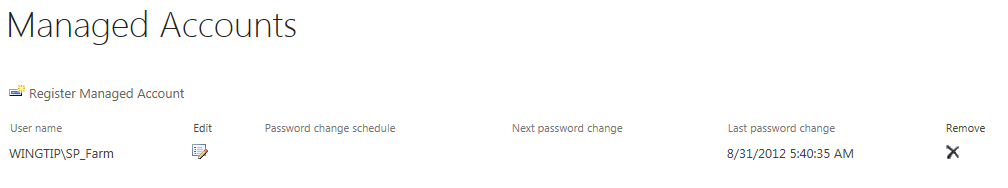 Managed Accounts
Register Managed Account
User name Edit Password change schedule Next password change Last password change Remove
WINGTIP\SP_Farm 8/31/2012 5:40:35 AM